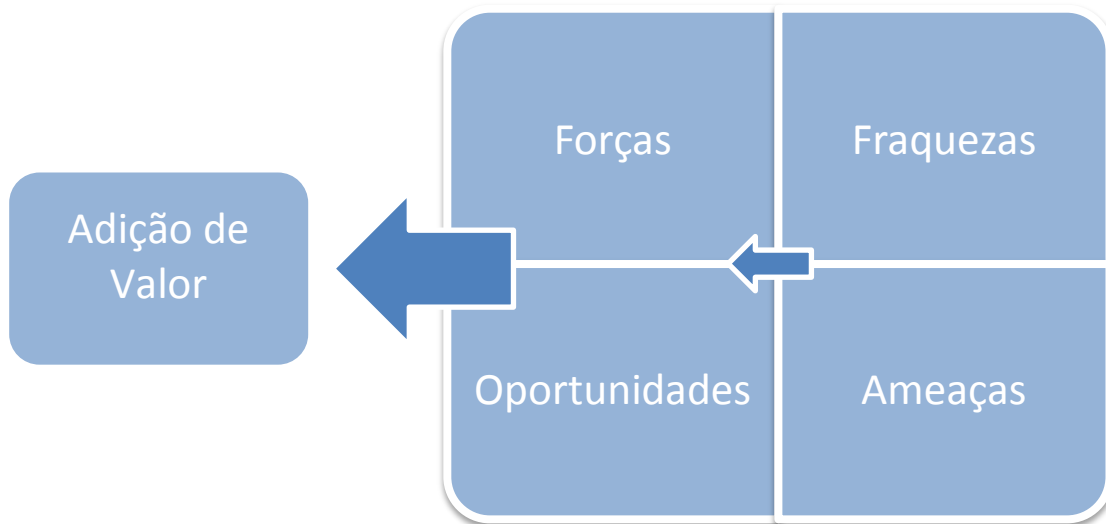 Forças
Fraquezas
Adição de
Valor
Oportunidades
Ameaças